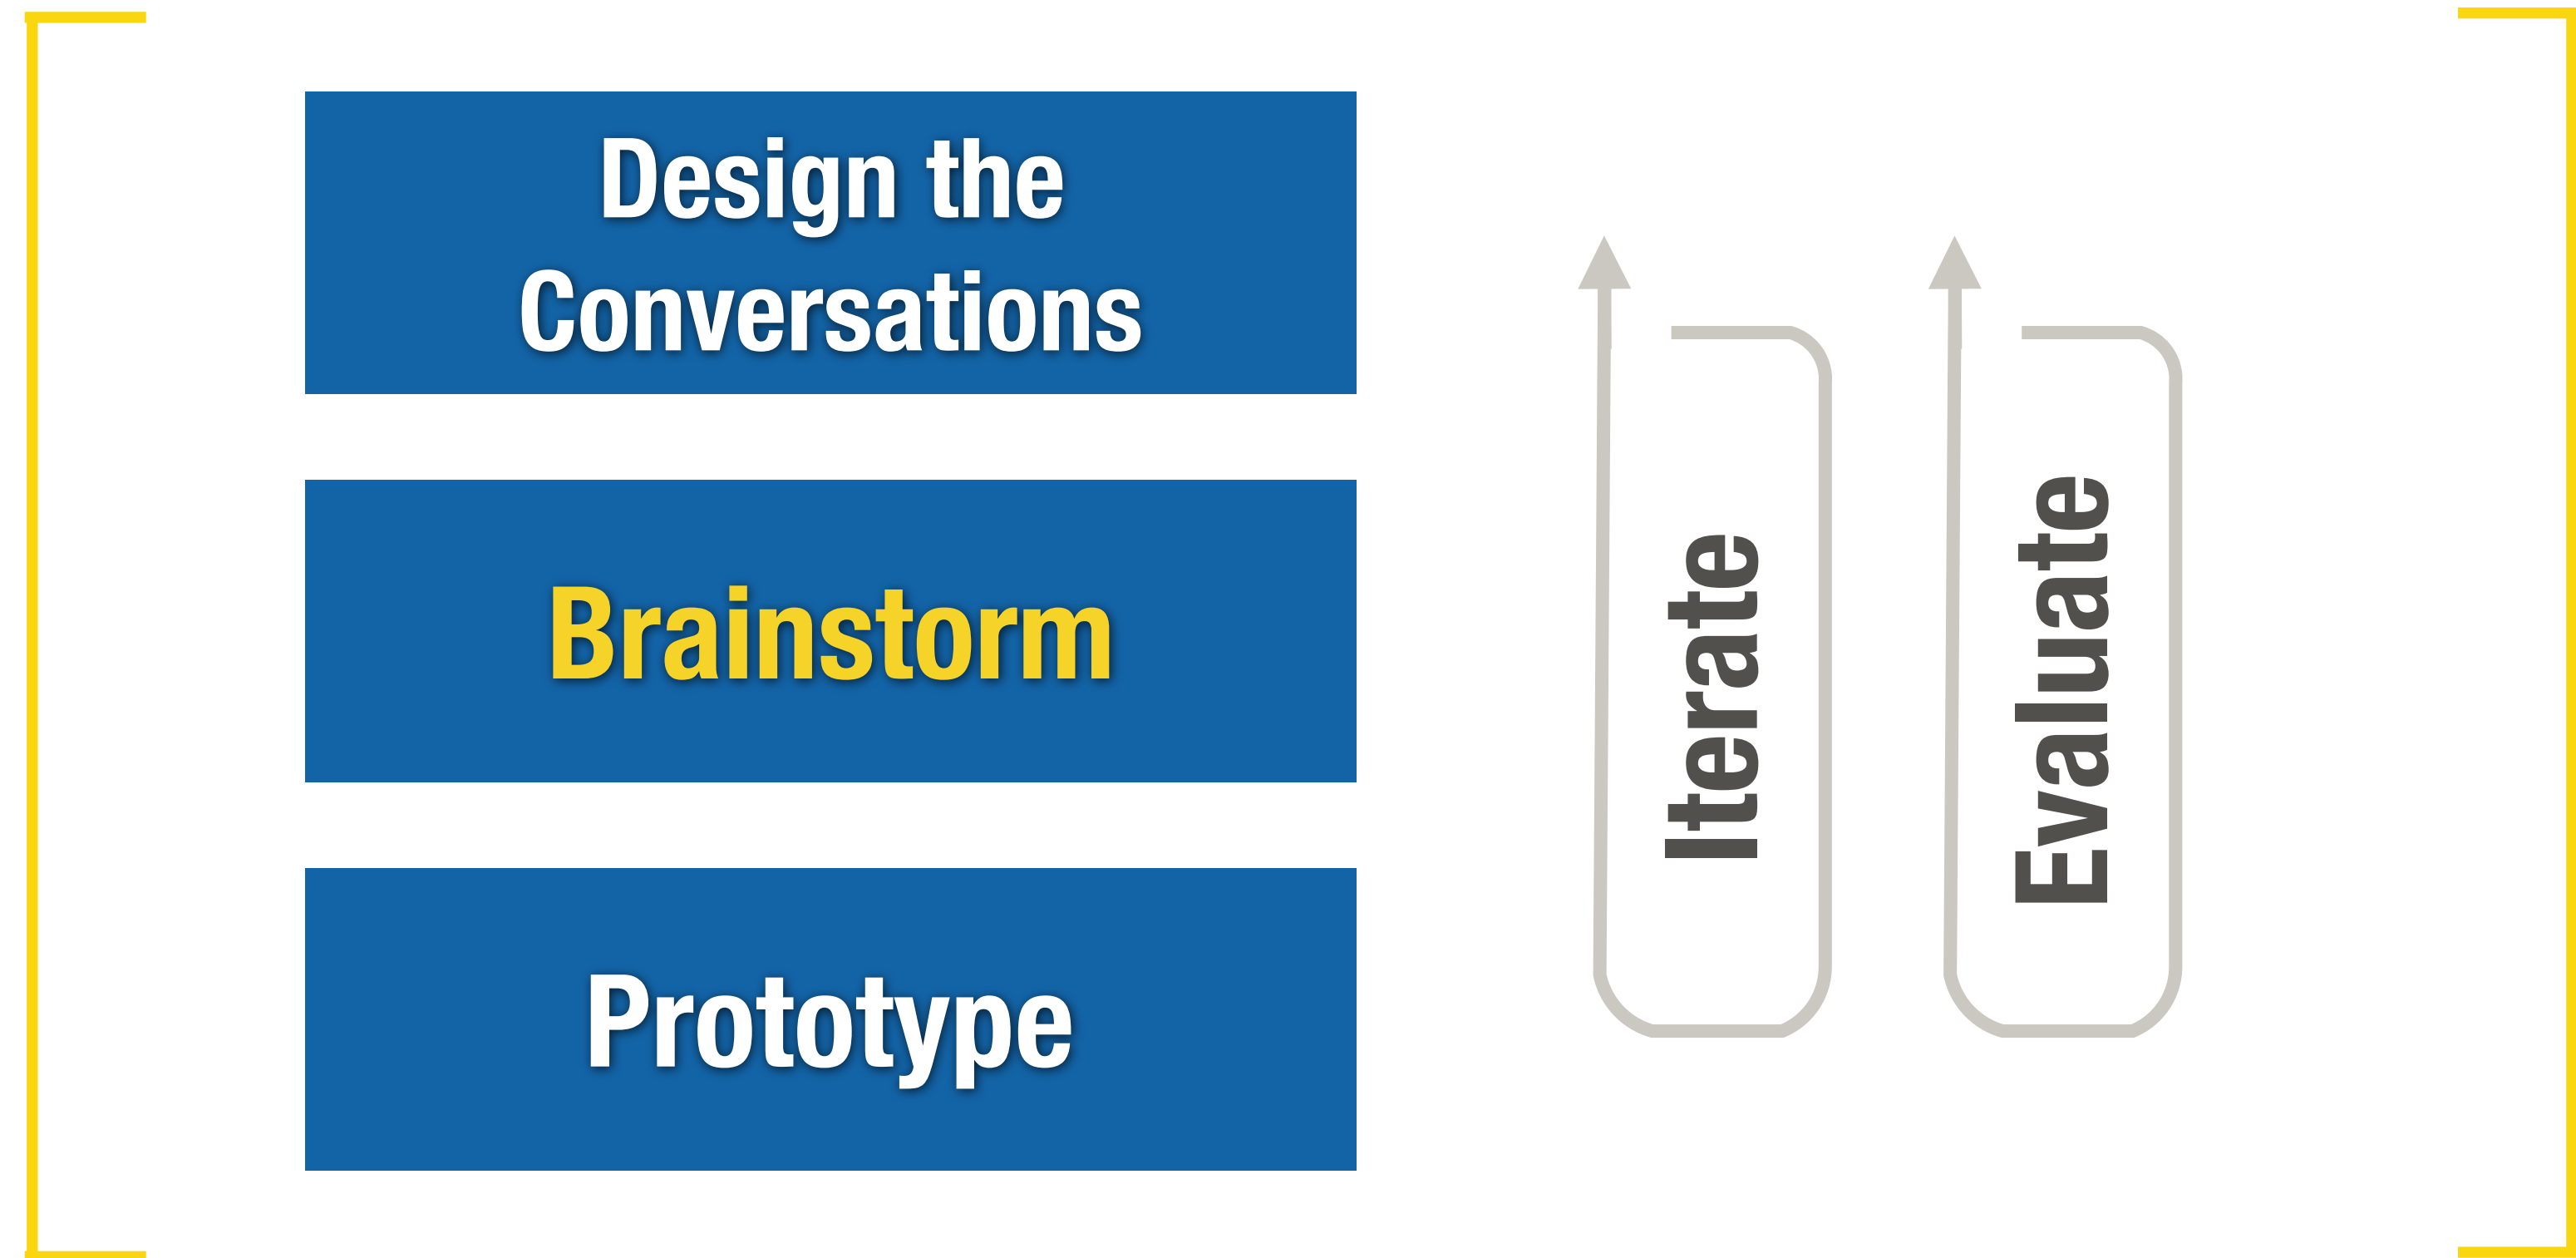 Design the
Conversations
Brainstorm
Prototype
Iterate
Evaluate